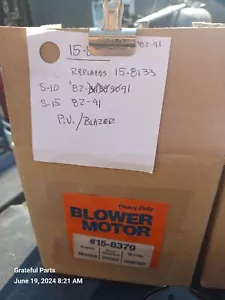 15-8
'82-91
REPLACES 15-8133
S-10 '82-91
S-15 82-91
P.U./BLAZER
Heavy-Duty
BLOWER
MOTOR
#15-8379
Grateful Parts
June 19, 2024 8:21 AM